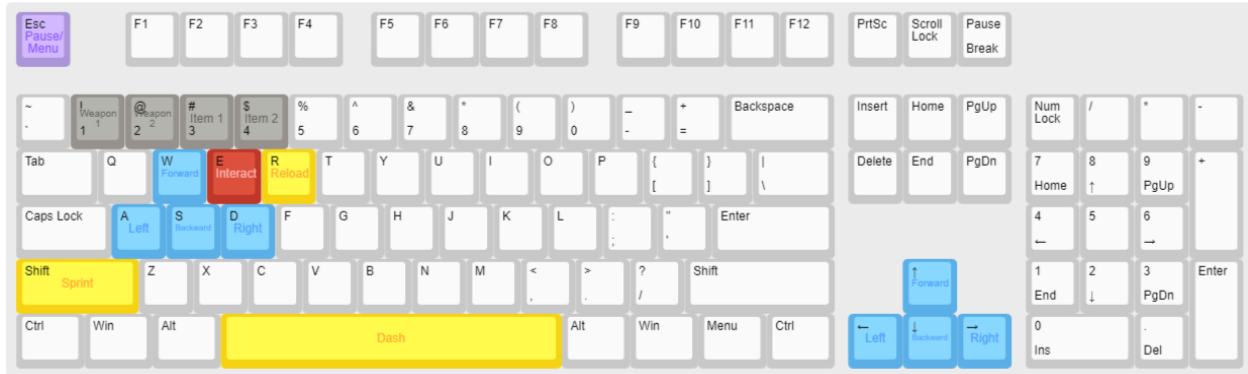 Esc
Pause/
Menu
F1 F2 F3 F4 F5 F6 F7 F8 F9 F10 F11 F12 PrtSc Scroll Lock Pause Break
~ `
! Weapon 1 1
@ Weapon 2 2
# Item 1 3
$ Item 2 4
% 5
^ 6
& 7
* 8
( 9
) 0
_ -
+ =
Backspace
Insert Home PgUp
Num Lock / * -
Tab Q
W Forward
E Interact
R Reload
T Y U I O P
{ [
} ]
| \
Delete End PgDn
7 Home
8 ↑
9 PgUp
+
Caps Lock
A Left
S Backward
D Right
F G H J K L
: ;
" '
Enter
4 ←
5
6 →
Shift Sprint
Z X C V B N M
< ,
> .
? /
Shift
↑ Forward
1 End
2 ↓
3 PgDn
Enter
Ctrl Win Alt
Dash
Alt Win Menu Ctrl
← Left
↓ Backward
→ Right
0 Ins
. Del